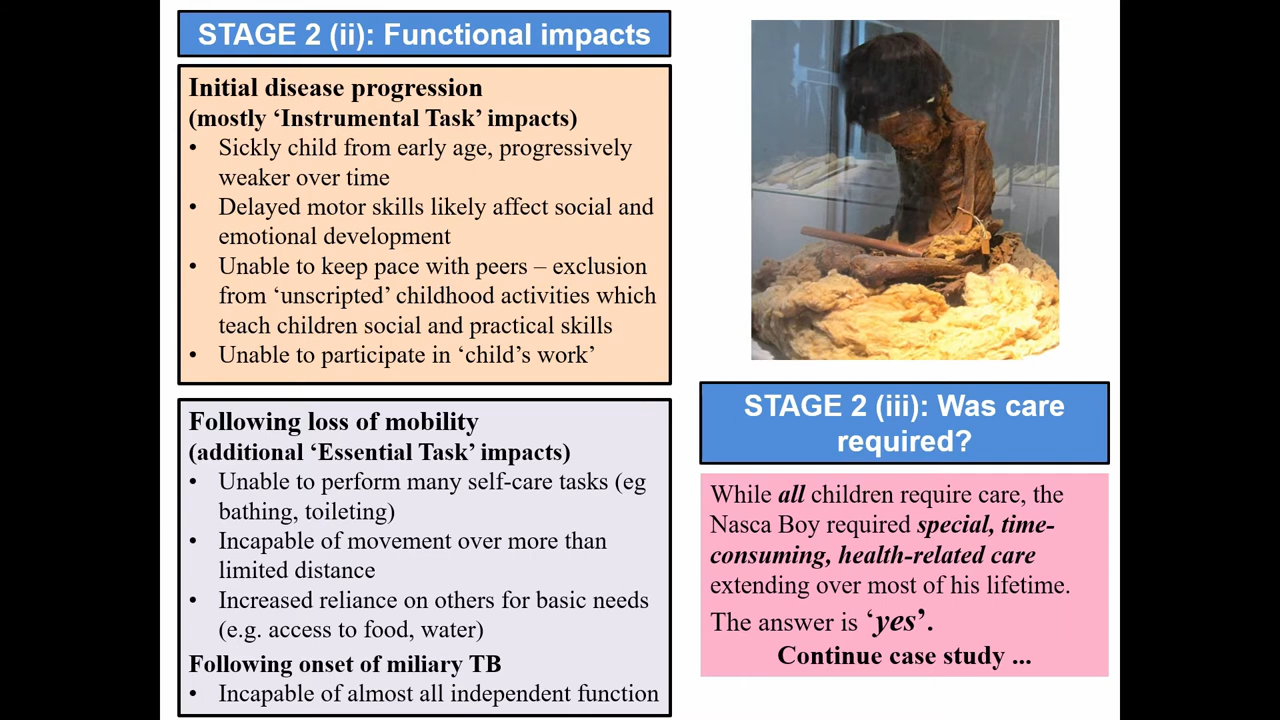 STAGE 2 (ii): Functional impacts
Initial disease progression
(mostly ‘Instrumental Task’ impacts)
• Sickly child from early age, progressively
weaker over time
• Delayed motor skills likely affect social and
emotional development
• Unable to keep pace with peers – exclusion
from ‘unscripted’ childhood activities which
teach children social and practical skills
• Unable to participate in ‘child’s work’
Following loss of mobility
(additional ‘Essential Task’ impacts)
• Unable to perform many self-care tasks (eg
bathing, toileting)
• Incapable of movement over more than
limited distance
• Increased reliance on others for basic needs
(e.g. access to food, water)
Following onset of miliary TB
• Incapable of almost all independent function
STAGE 2 (iii): Was care
required?
While all children require care, the
Nasca Boy required special, time-
consuming, health-related care
extending over most of his lifetime.
The answer is ‘yes’.
Continue case study ...